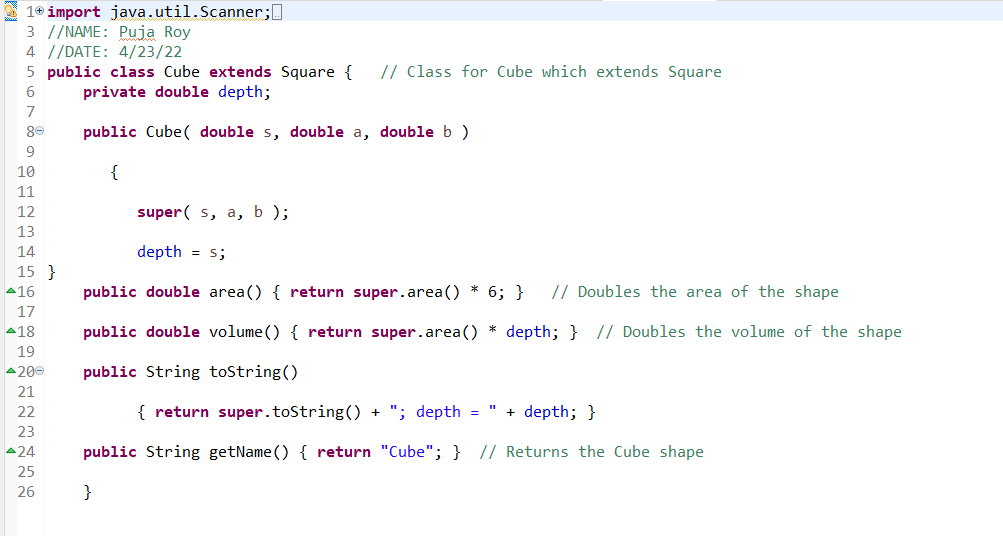 1 import java.util.Scanner;
3 //NAME: Puja Roy
4 //DATE: 4/23/22
5 public class Cube extends Square {   // Class for Cube which extends Square
6     private double depth;
7
8     public Cube( double s, double a, double b )
9
10        {
11
12           super( s, a, b );
13
14           depth = s;
15 }
16     public double area() { return super.area() * 6; }   // Doubles the area of the shape
17
18     public double volume() { return super.area() * depth; }  // Doubles the volume of the shape
19
20     public String toString()
21
22           { return super.toString() + "; depth = " + depth; }
23
24     public String getName() { return "Cube"; }  // Returns the Cube shape
25
26     }